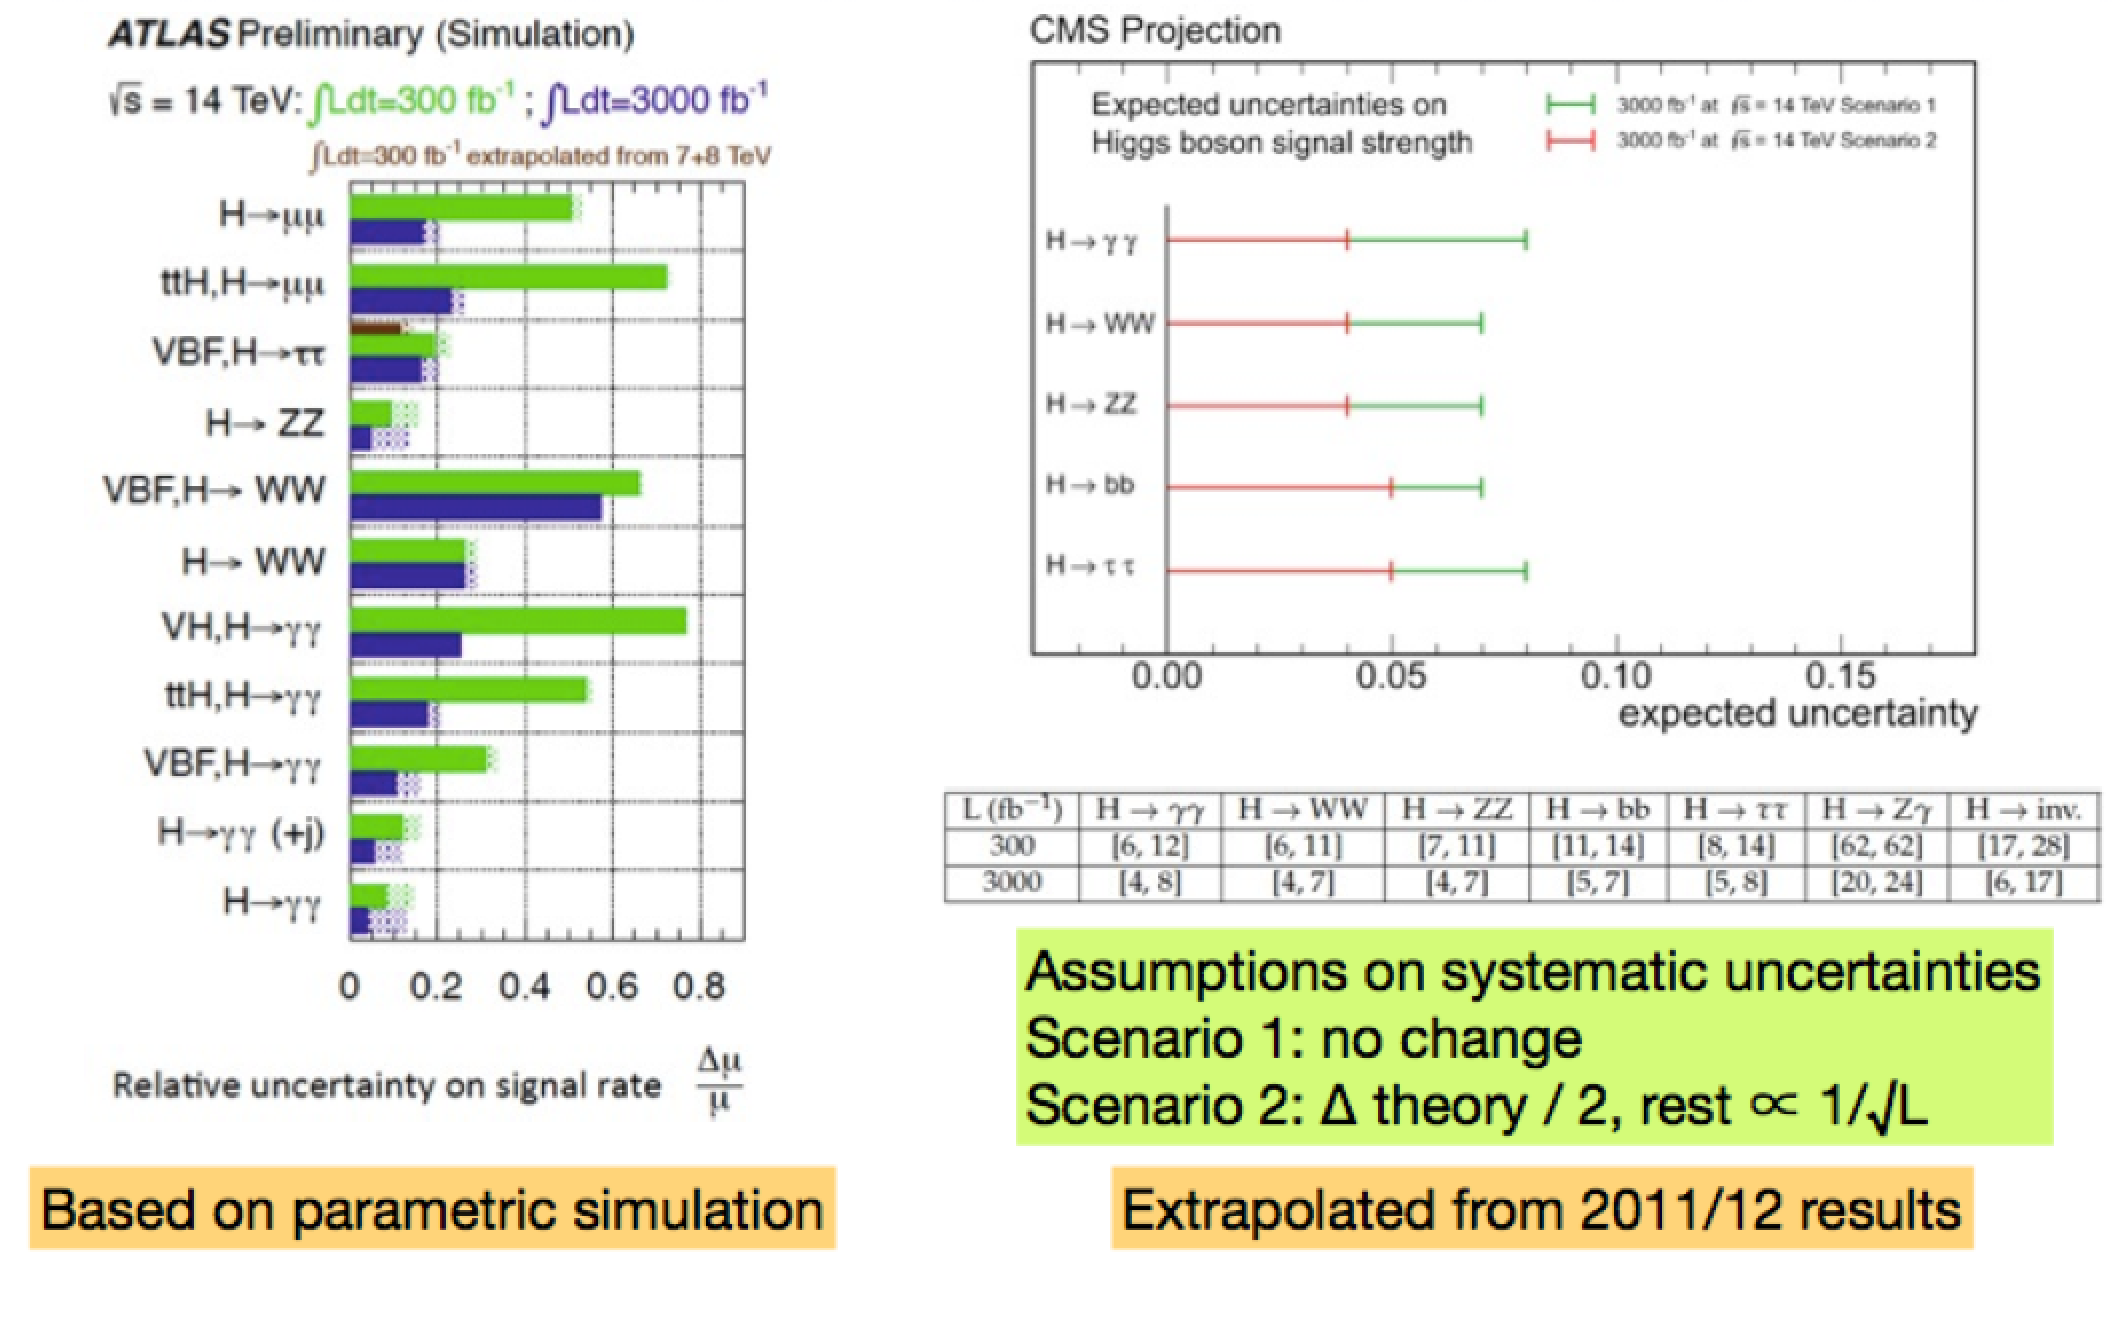 ATLAS Preliminary (Simulation)
√s = 14 TeV: ∫Ldt=300 fb⁻¹ ; ∫Ldt=3000 fb⁻¹
∫Ldt=300 fb⁻¹ extrapolated from 7+8 TeV
H→μμ
ttH,H→μμ
VBF,H→ττ
H→ ZZ
VBF,H→ WW
H→ WW
VH,H→γγ
ttH,H→γγ
VBF,H→γγ
H→γγ (+j)
H→γγ
0 0.2 0.4 0.6 0.8
Relative uncertainty on signal rate Δμ/μ
Based on parametric simulation
CMS Projection
Expected uncertainties on
Higgs boson signal strength
3000 fb⁻¹ at √s = 14 TeV Scenario 1
3000 fb⁻¹ at √s = 14 TeV Scenario 2
H→γγ
H→WW
H→ZZ
H→bb
H→ττ
0.00 0.05 0.10 0.15
expected uncertainty
L (fb⁻¹) H → γγ H → WW H → ZZ H → bb H → ττ H → Zγ H → inv.
300 [6, 12] [6, 11] [7, 11] [11, 14] [8, 14] [62, 62] [17, 28]
3000 [4, 8] [4, 7] [4, 7] [5, 7] [5, 8] [20, 24] [6, 17]
Assumptions on systematic uncertainties
Scenario 1: no change
Scenario 2: Δ theory / 2, rest ∝ 1/√L
Extrapolated from 2011/12 results